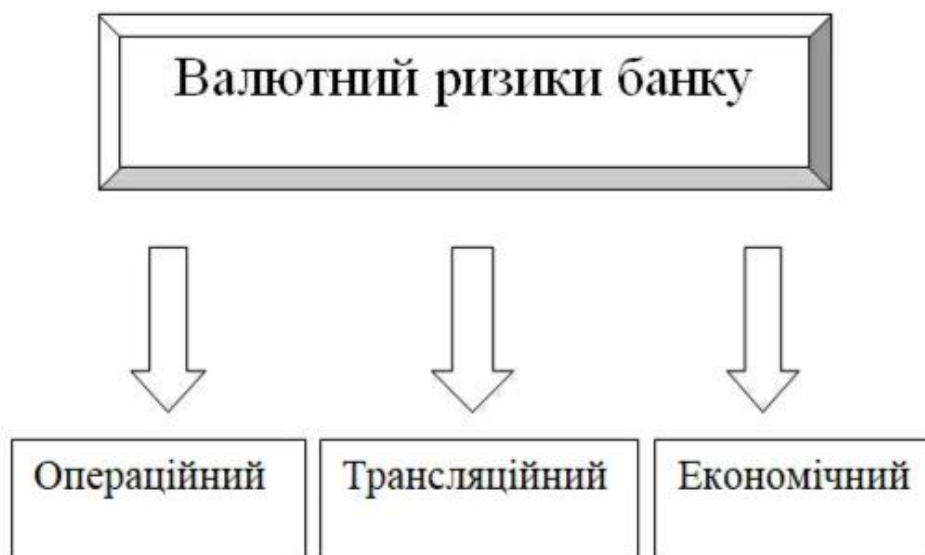 Валютний ризики банку
Операційний
Трансляційний
Економічний